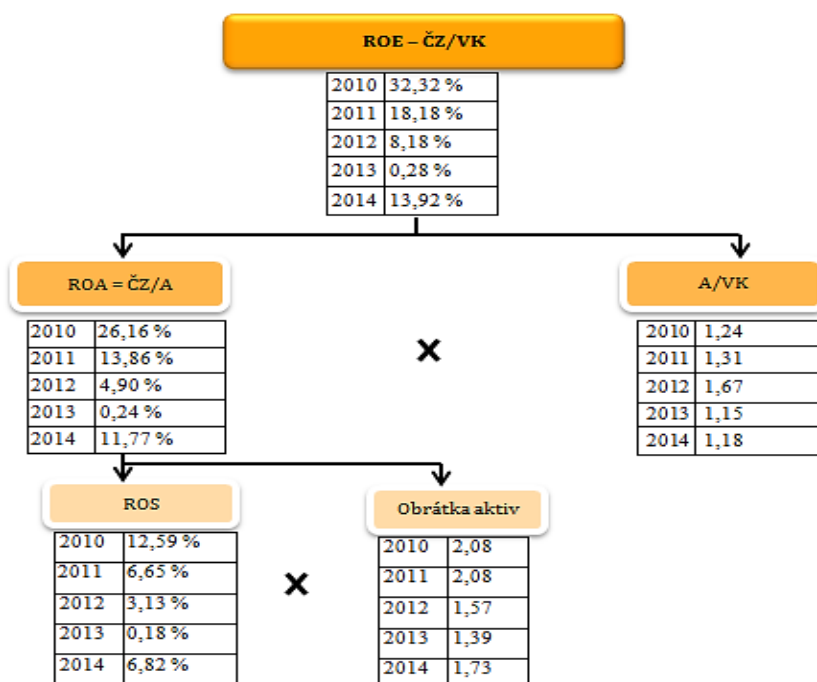 ROE – ČZ/VK
2010 32,32 %
2011 18,18 %
2012 8,18 %
2013 0,28 %
2014 13,92 %
ROA = ČZ/A
2010 26,16 %
2011 13,86 %
2012 4,90 %
2013 0,24 %
2014 11,77 %
×
A/VK
2010 1,24
2011 1,31
2012 1,67
2013 1,15
2014 1,18
ROS
2010 12,59 %
2011 6,65 %
2012 3,13 %
2013 0,18 %
2014 6,82 %
×
Obrátka aktiv
2010 2,08
2011 2,08
2012 1,57
2013 1,39
2014 1,73